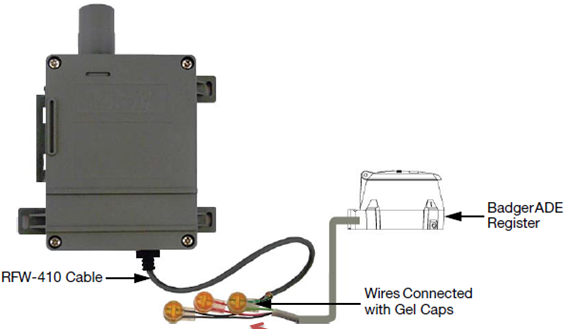 BadgerADE
Register
RFW-410 Cable
Wires Connected
with Gel Caps